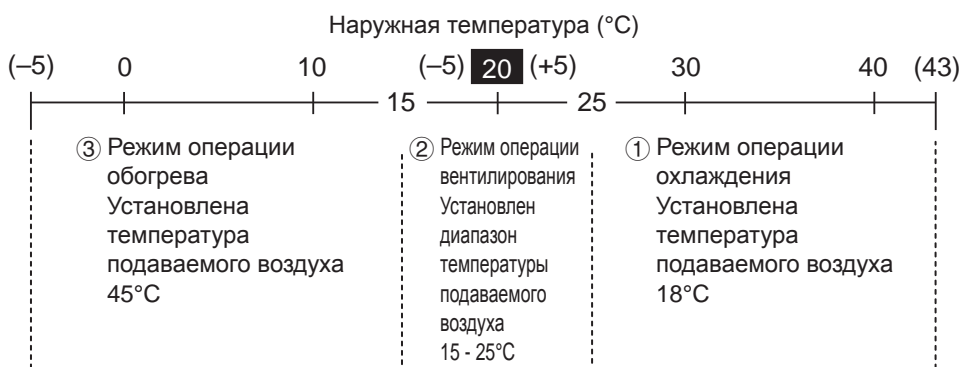 Наружная температура (°C)
(–5) 0 10 (–5) 20 (+5) 30 40 (43)
15 25
③ Режим операции
обогрева
Установлена
температура
подаваемого воздуха
45°C
② Режим операции
вентилирования
Установлен
диапазон
температуры
подаваемого
воздуха
15 - 25°C
① Режим операции
охлаждения
Установлена
температура
подаваемого воздуха
18°C